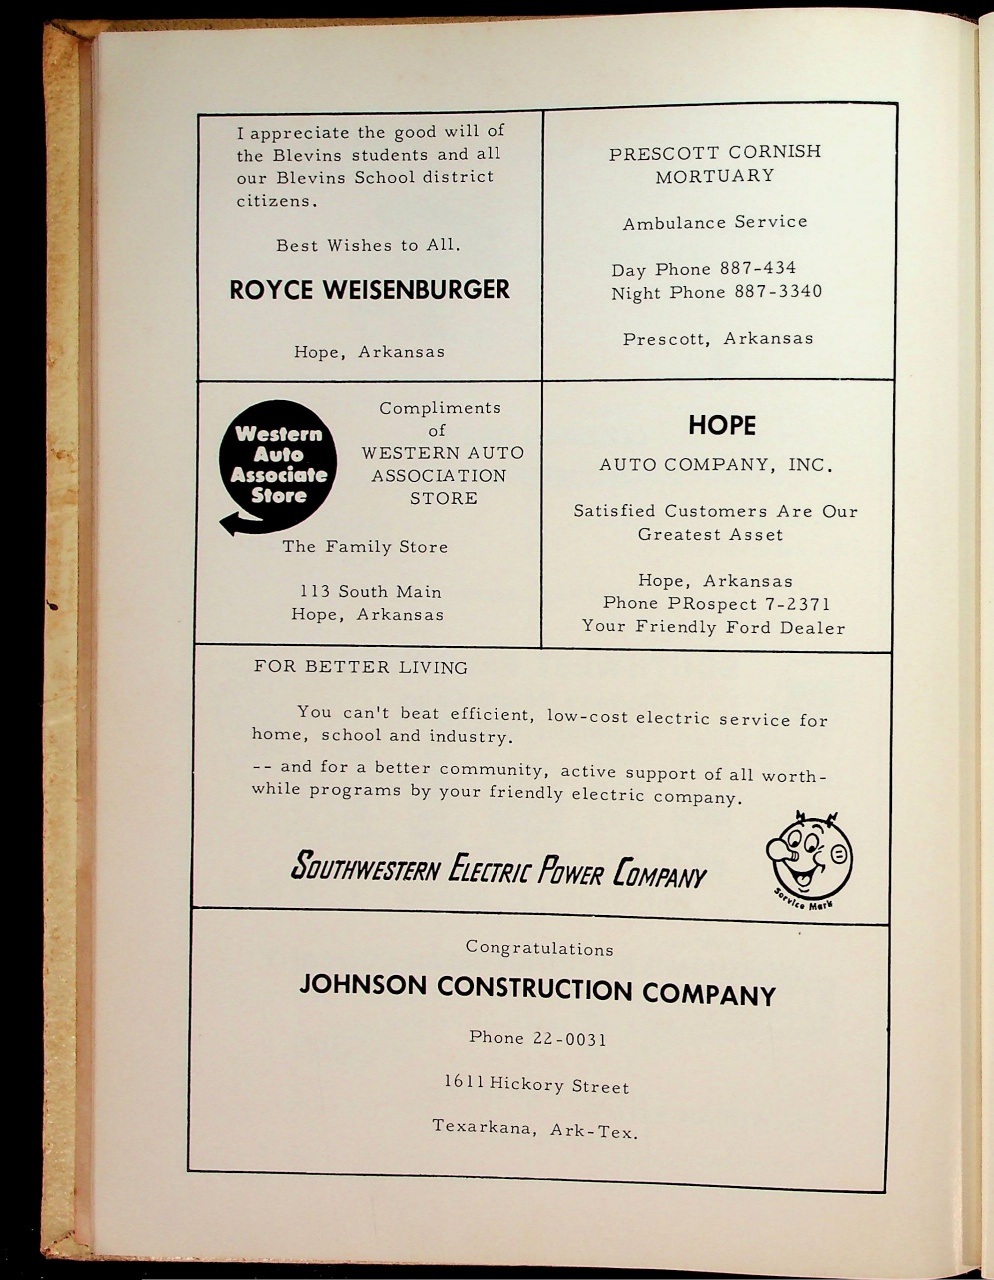 I appreciate the good will of
the Blevins students and all
our Blevins School district
citizens.
Best Wishes to All.
ROYCE WEISENBURGER
Hope, Arkansas
PRESCOTT CORNISH
MORTUARY
Ambulance Service
Day Phone 887-434
Night Phone 887-3340
Prescott, Arkansas
Western
Auto
Associate
Store
Compliments
of
WESTERN AUTO
ASSOCIATION
STORE
The Family Store
113 South Main
Hope, Arkansas
HOPE
AUTO COMPANY, INC.
Satisfied Customers Are Our
Greatest Asset
Hope, Arkansas
Phone PRospect 7-2371
Your Friendly Ford Dealer
FOR BETTER LIVING
You can't beat efficient, low-cost electric service for
home, school and industry.
-- and for a better community, active support of all worth-
while programs by your friendly electric company.
SOUTHWESTERN ELECTRIC POWER COMPANY
Service Mark
Congratulations
JOHNSON CONSTRUCTION COMPANY
Phone 22-0031
1611 Hickory Street
Texarkana, Ark-Tex.